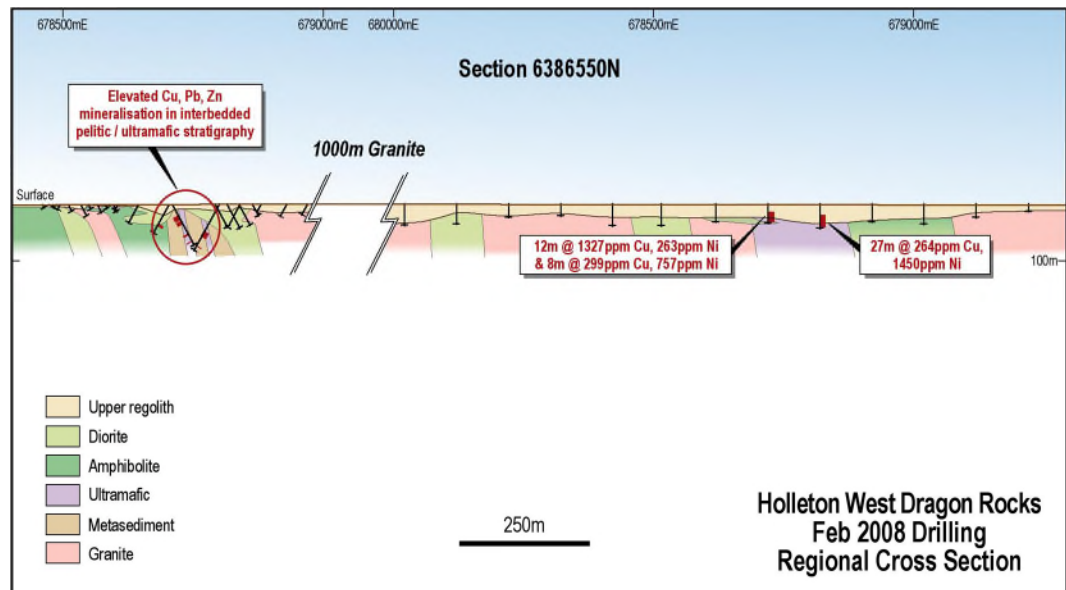 678500mE
679000mE
680000mE
678500mE
679000mE
Section 6386550N
Elevated Cu, Pb, Zn
mineralisation in interbedded
pelitic / ultramafic stratigraphy
1000m Granite
Surface
12m @ 1327ppm Cu, 263ppm Ni
& 8m @ 299ppm Cu, 757ppm Ni
27m @ 264ppm Cu,
1450ppm Ni
100m
Upper regolith
Diorite
Amphibolite
Ultramafic
Metasediment
Granite
250m
Holleton West Dragon Rocks
Feb 2008 Drilling
Regional Cross Section